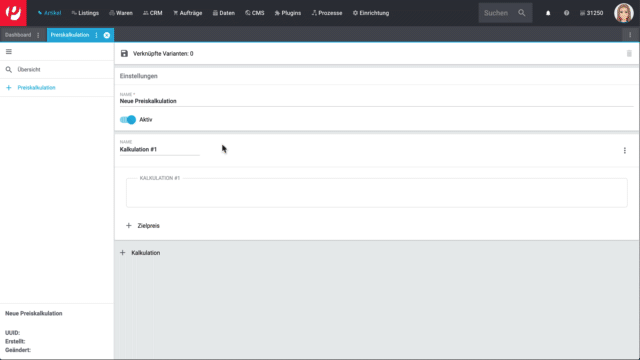 Artikel Listings Waren CRM Aufträge Daten CMS Plugins Prozesse Einrichtung Suchen 31250
Dashboard Preiskalkulation
Übersicht
Preiskalkulation
Verknüpfte Varianten: 0
Einstellungen
NAME *
Neue Preiskalkulation
Aktiv
NAME
Kalkulation #1
KALKULATION #1
Zielpreis
Kalkulation
Neue Preiskalkulation
UUID:
Erstellt:
Geändert: